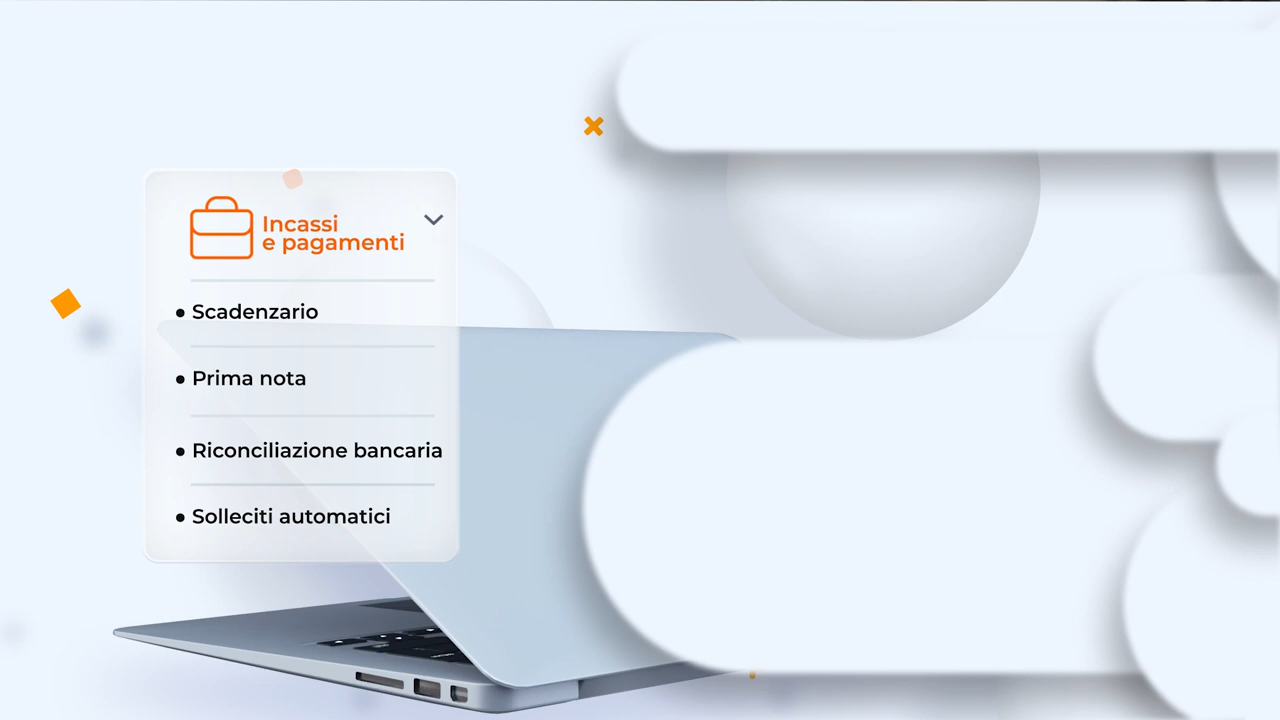 Incassi
e pagamenti
• Scadenzario
• Prima nota
• Riconciliazione bancaria
• Solleciti automatici